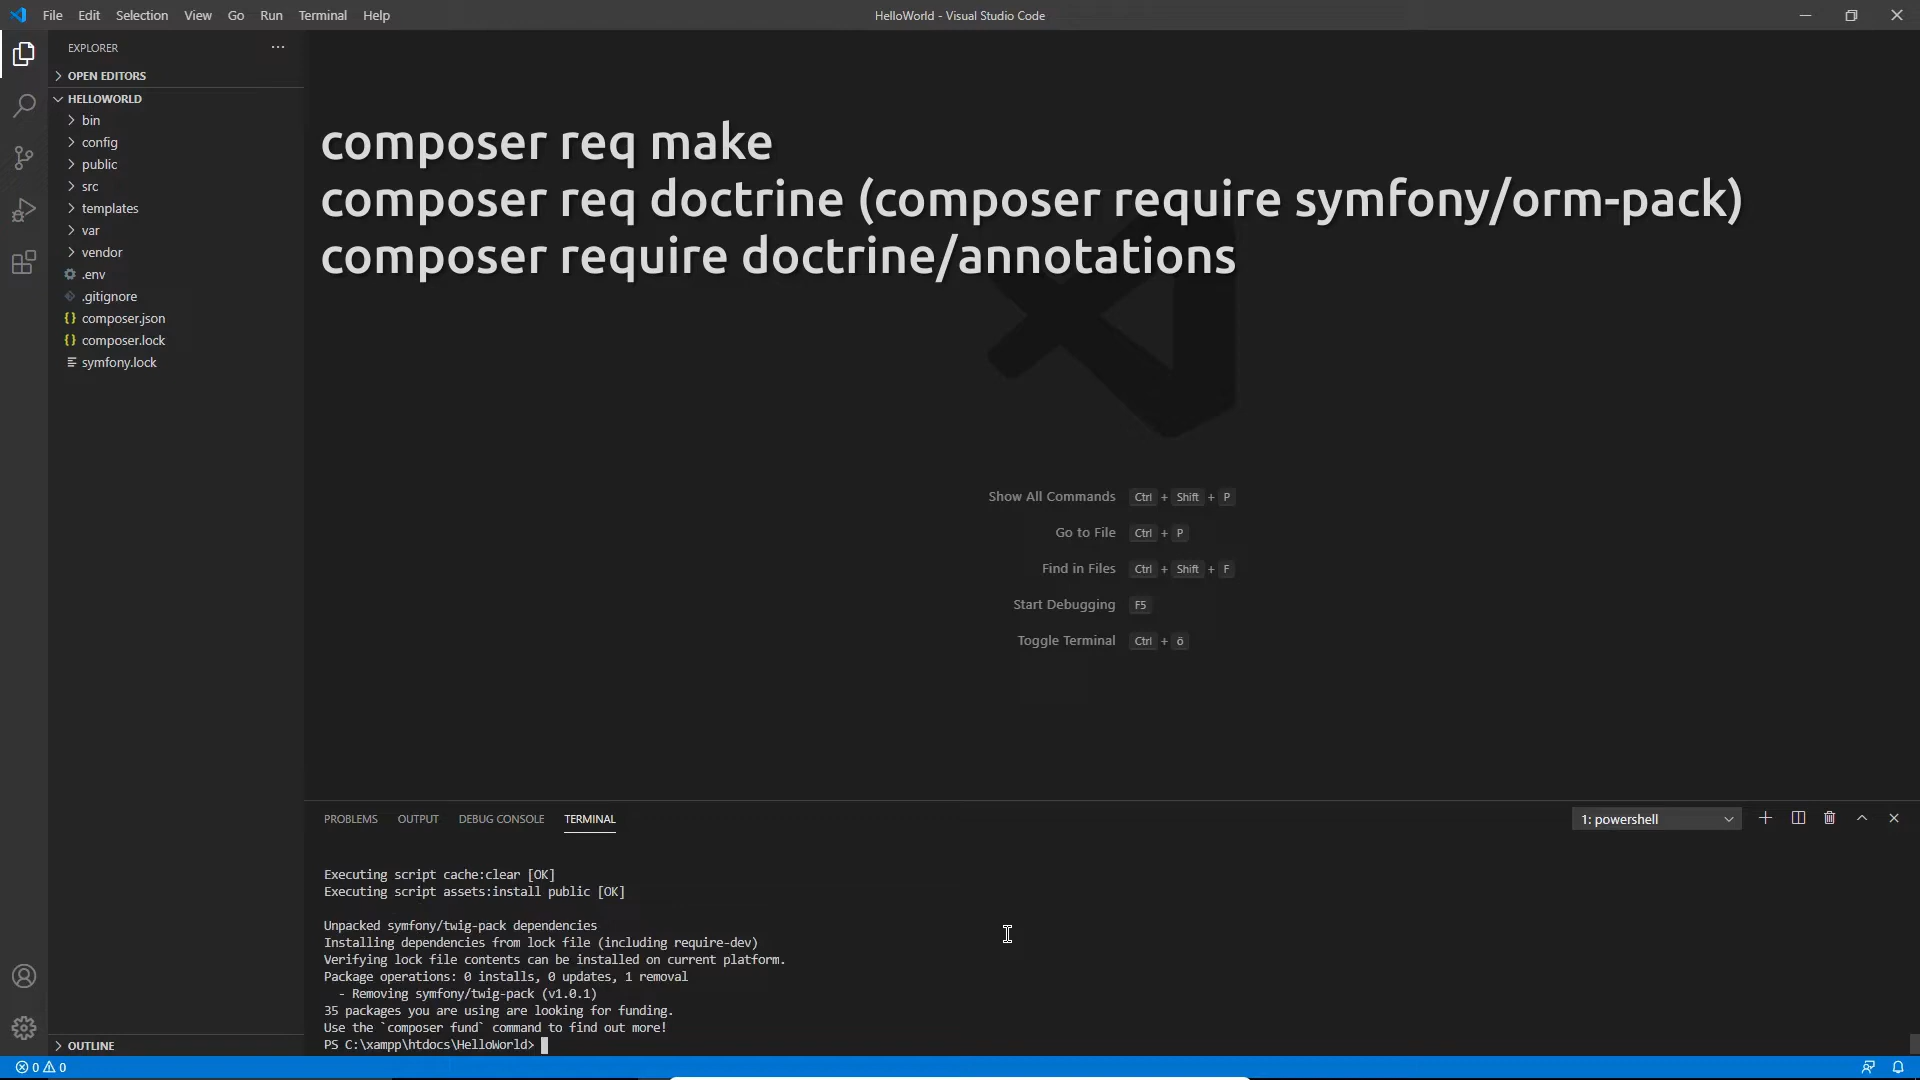 File Edit Selection View Go Run Terminal Help
HelloWorld - Visual Studio Code
EXPLORER
OPEN EDITORS
HELLOWORLD
bin
config
public
src
templates
var
vendor
.env
.gitignore
composer.json
composer.lock
symfony.lock
OUTLINE
composer req make
composer req doctrine (composer require symfony/orm-pack)
composer require doctrine/annotations
Show All Commands Ctrl + Shift + P
Go to File Ctrl + P
Find in Files Ctrl + Shift + F
Start Debugging F5
Toggle Terminal Ctrl + ö
PROBLEMS OUTPUT DEBUG CONSOLE TERMINAL
1: powershell
Executing script cache:clear [OK]
Executing script assets:install public [OK]
Unpacked symfony/twig-pack dependencies
Installing dependencies from lock file (including require-dev)
Verifying lock file contents can be installed on current platform.
Package operations: 0 installs, 0 updates, 1 removal
- Removing symfony/twig-pack (v1.0.1)
35 packages you are using are looking for funding.
Use the `composer fund` command to find out more!
PS C:\xampp\htdocs\HelloWorld>
0 0